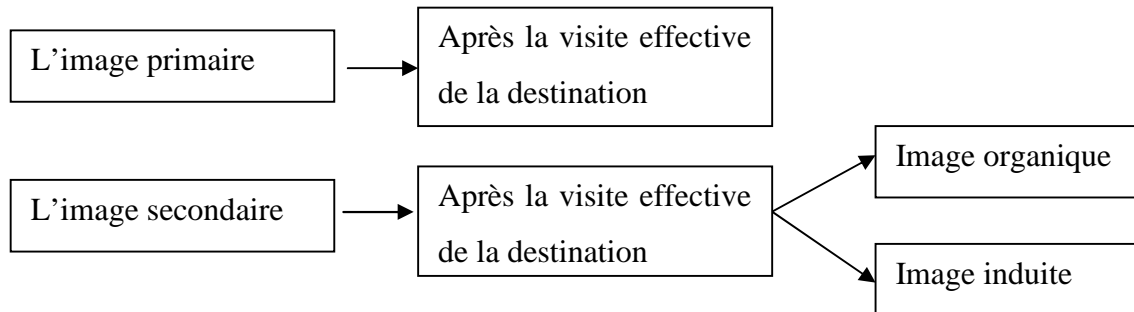 L’image primaire
Après la visite effective
de la destination
L’image secondaire
Après la visite effective
de la destination
Image organique
Image induite